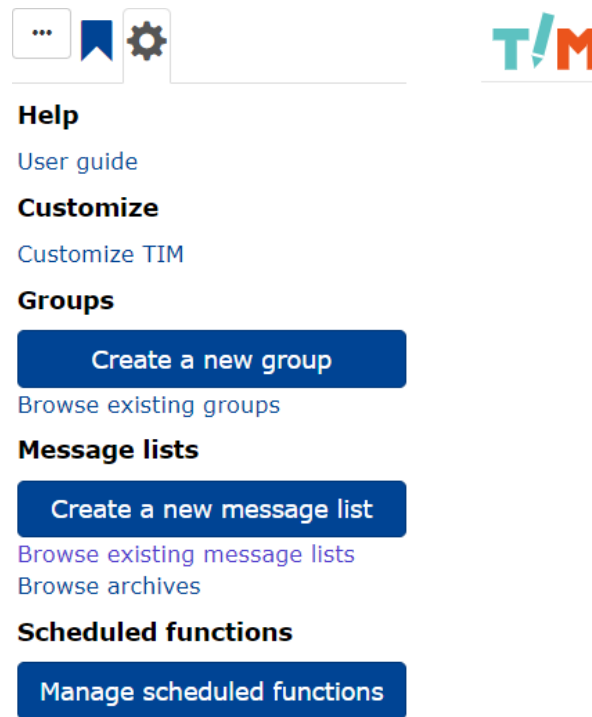 ...
TIM
Help
User guide
Customize
Customize TIM
Groups
Create a new group
Browse existing groups
Message lists
Create a new message list
Browse existing message lists
Browse archives
Scheduled functions
Manage scheduled functions